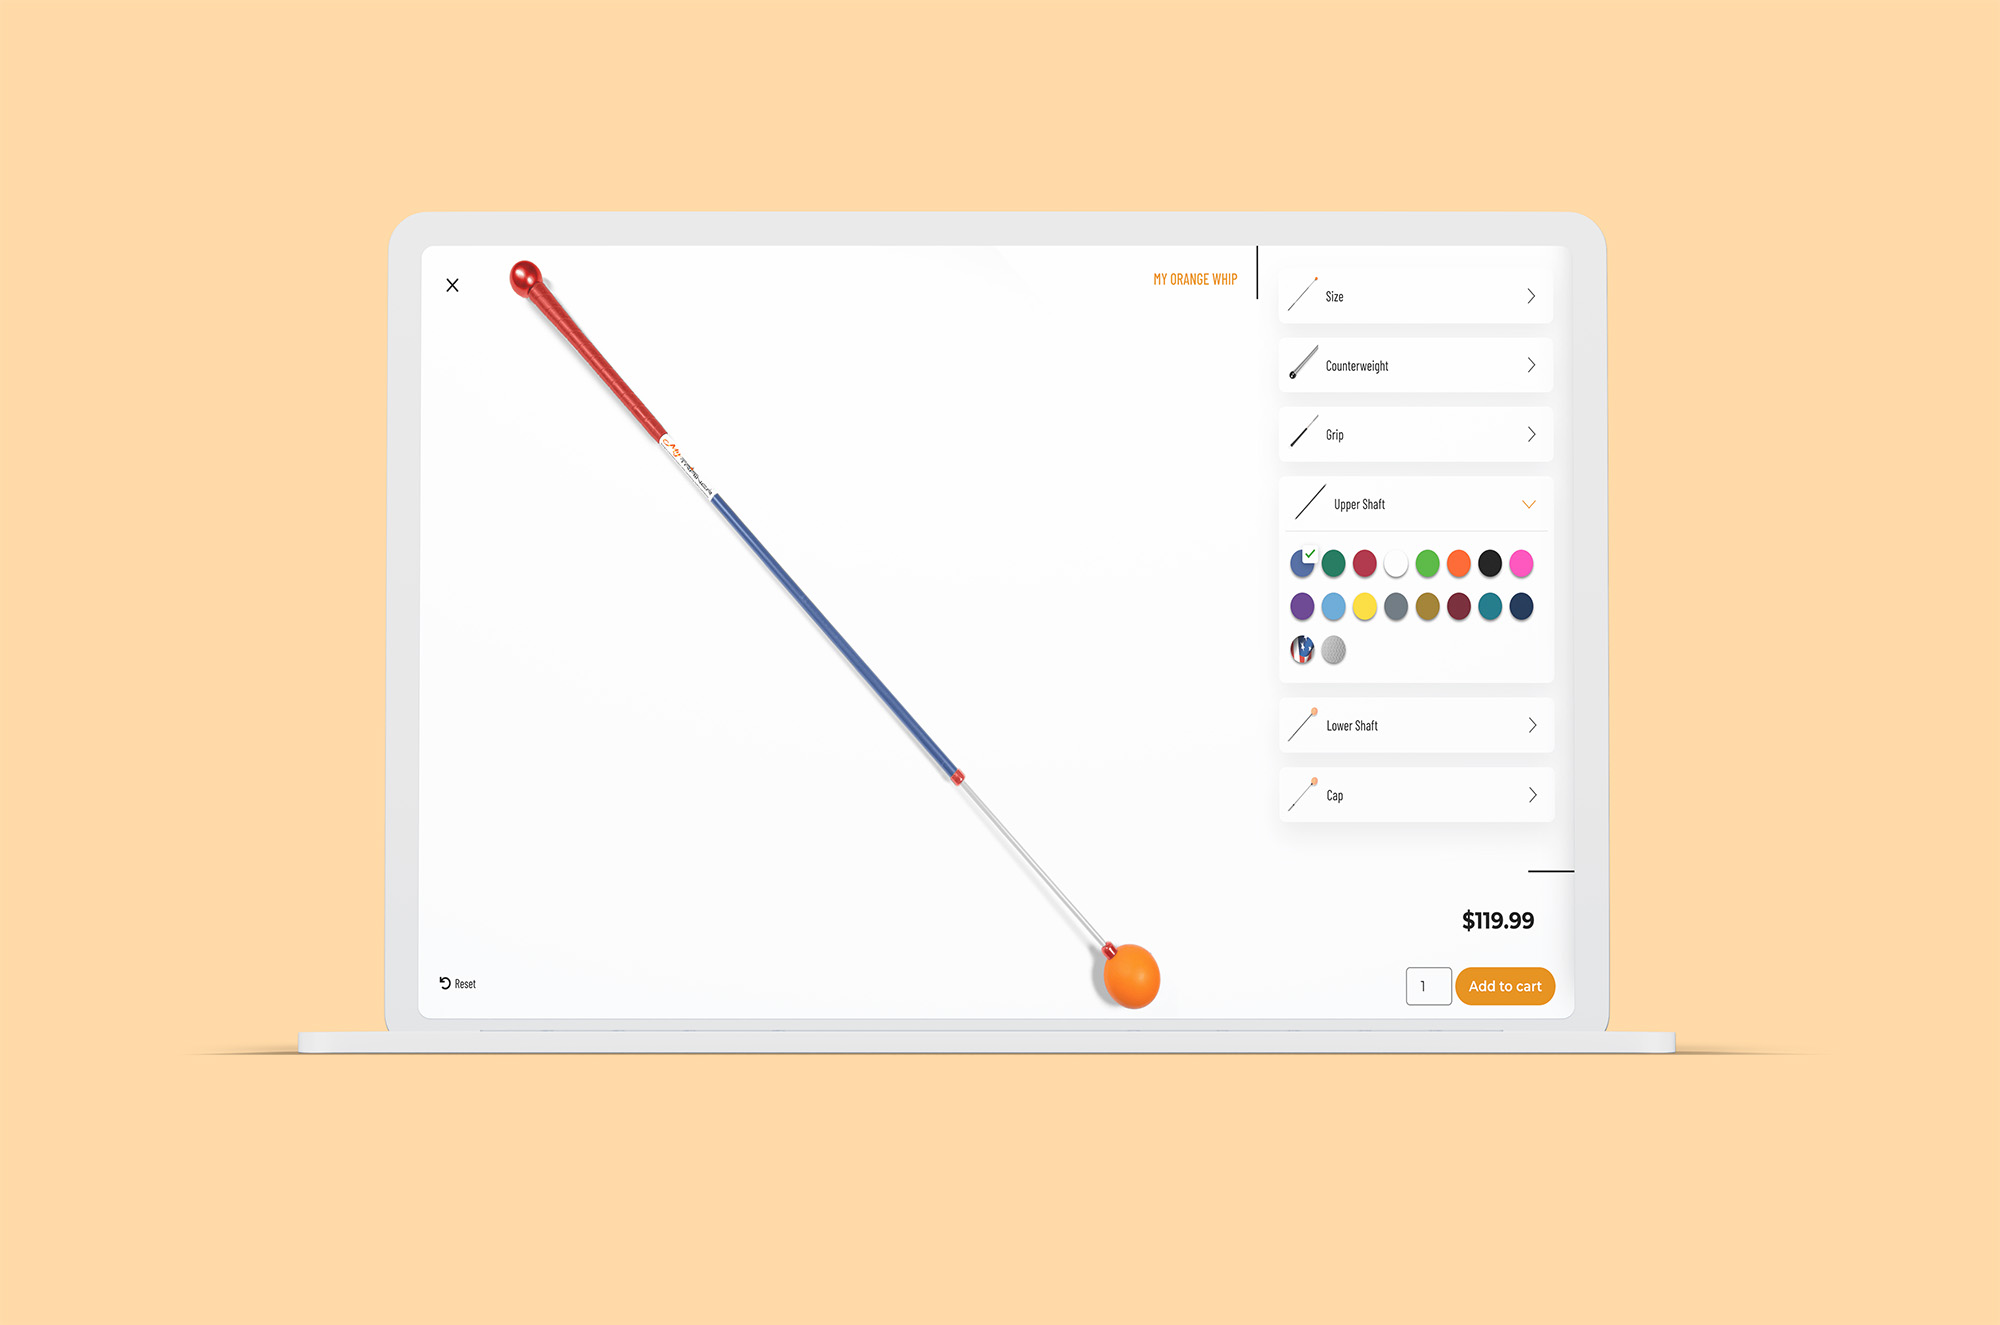 MY ORANGE WHIP
Size
Counterweight
Grip
Upper Shaft
Lower Shaft
Cap
$119.99
1
Add to cart
Reset